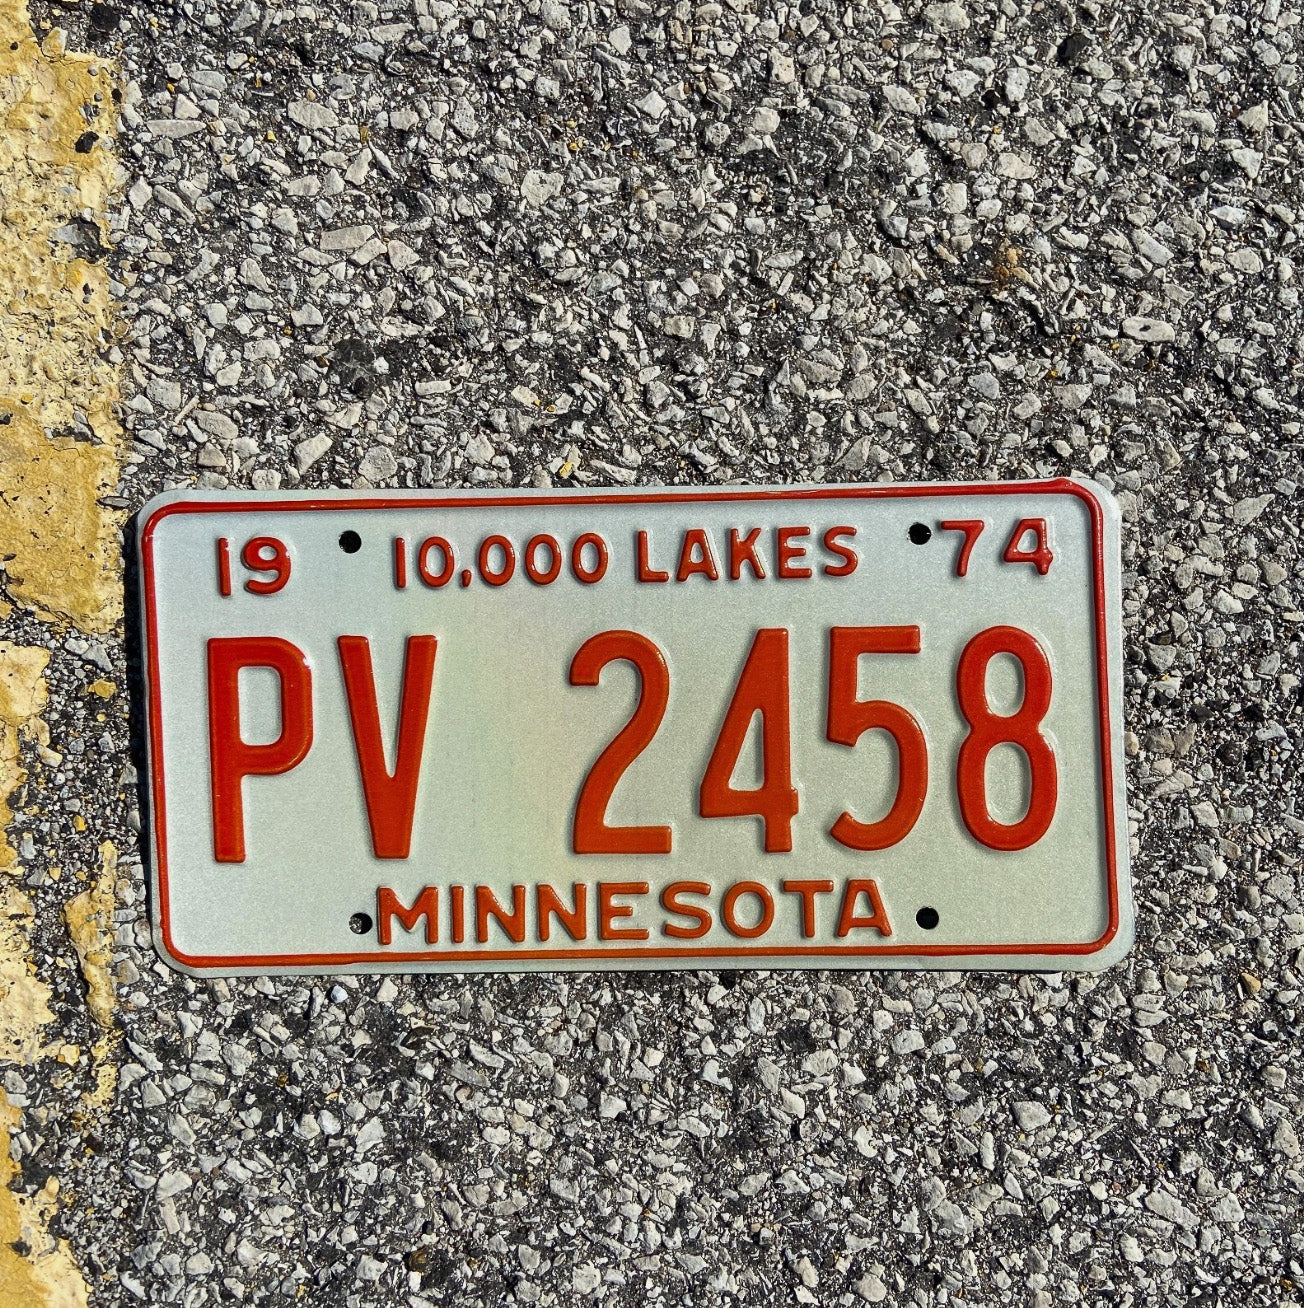 19 10,000 LAKES 74
PV 2458
MINNESOTA